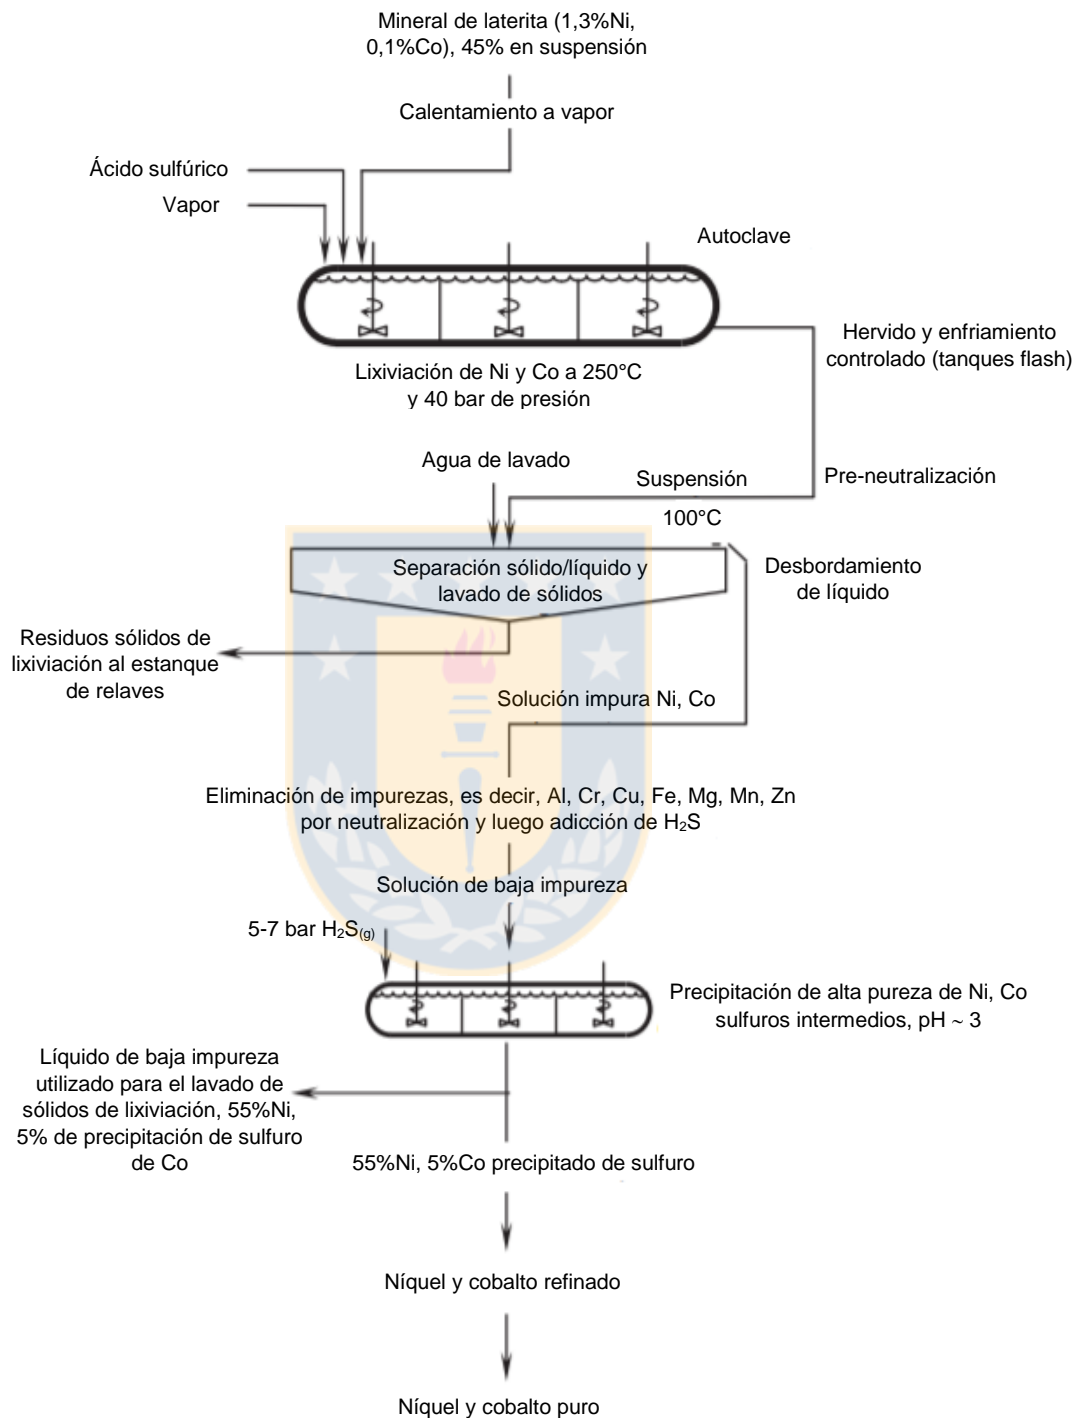 Mineral de laterita (1,3%Ni,
0,1%Co), 45% en suspensión
Calentamiento a vapor
Ácido sulfúrico
Vapor
Autoclave
Hervido y enfriamiento
controlado (tanques flash)
Lixiviación de Ni y Co a 250°C
y 40 bar de presión
Agua de lavado
Suspensión
100°C
Pre-neutralización
Separación sólido/líquido y
lavado de sólidos
Desbordamiento
de líquido
Residuos sólidos de
lixiviación al estanque
de relaves
Solución impura Ni, Co
Eliminación de impurezas, es decir, Al, Cr, Cu, Fe, Mg, Mn, Zn
por neutralización y luego adicción de H₂S
Solución de baja impureza
5-7 bar H₂S₍g₎
Precipitación de alta pureza de Ni, Co
sulfuros intermedios, pH ~ 3
Líquido de baja impureza
utilizado para el lavado de
sólidos de lixiviación, 55%Ni,
5% de precipitación de sulfuro
de Co
55%Ni, 5%Co precipitado de sulfuro
Níquel y cobalto refinado
Níquel y cobalto puro